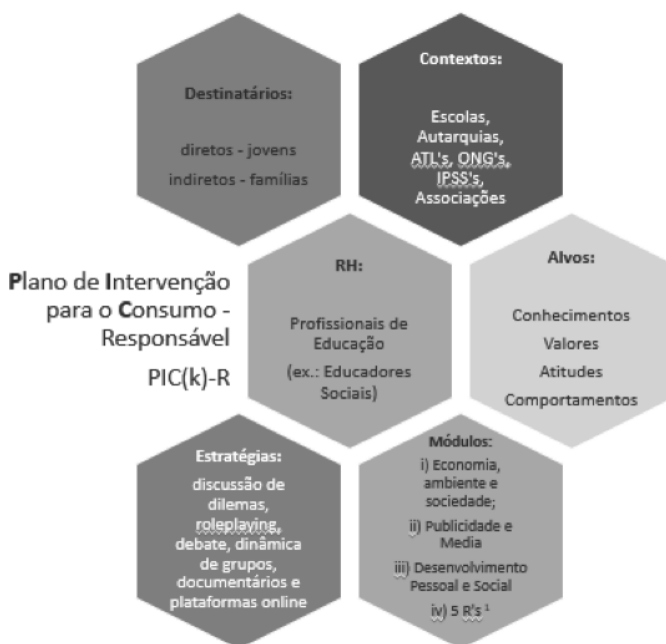 Destinatários:
diretos - jovens
indiretos - famílias
Contextos:
Escolas,
Autarquias,
ATL's, ONG's,
IPSS's,
Associações
Plano de Intervenção
para o Consumo -
Responsável
PIC(k)-R
RH:
Profissionais de
Educação
(ex.: Educadores
Sociais)
Alvos:
Conhecimentos
Valores
Atitudes
Comportamentos
Estratégias:
discussão de
dilemas,
roleplaying,
debate, dinâmica
de grupos,
documentários e
plataformas online
Módulos:
i) Economia,
ambiente e
sociedade;
ii) Publicidade e
Media
iii) Desenvolvimento
Pessoal e Social
iv) 5 R's ¹